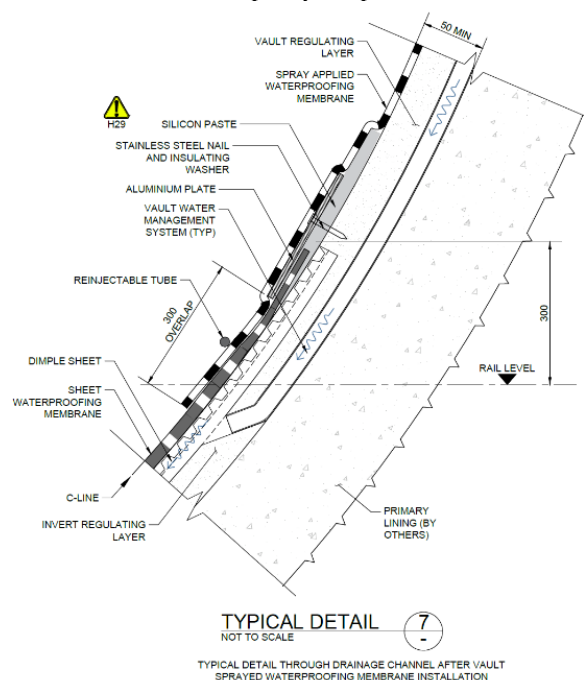 50 MIN
VAULT REGULATING
LAYER
SPRAY APPLIED
WATERPROOFING
MEMBRANE
H29
SILICON PASTE
STAINLESS STEEL NAIL
AND INSULATING
WASHER
ALUMINIUM PLATE
VAULT WATER
MANAGEMENT
SYSTEM (TYP)
REINJECTABLE TUBE
300
OVERLAP
300
DIMPLE SHEET
RAIL LEVEL
SHEET
WATERPROOFING
MEMBRANE
C-LINE
INVERT REGULATING
LAYER
PRIMARY
LINING (BY
OTHERS)
TYPICAL DETAIL
7
-
NOT TO SCALE
TYPICAL DETAIL THROUGH DRAINAGE CHANNEL AFTER VAULT
SPRAYED WATERPROOFING MEMBRANE INSTALLATION